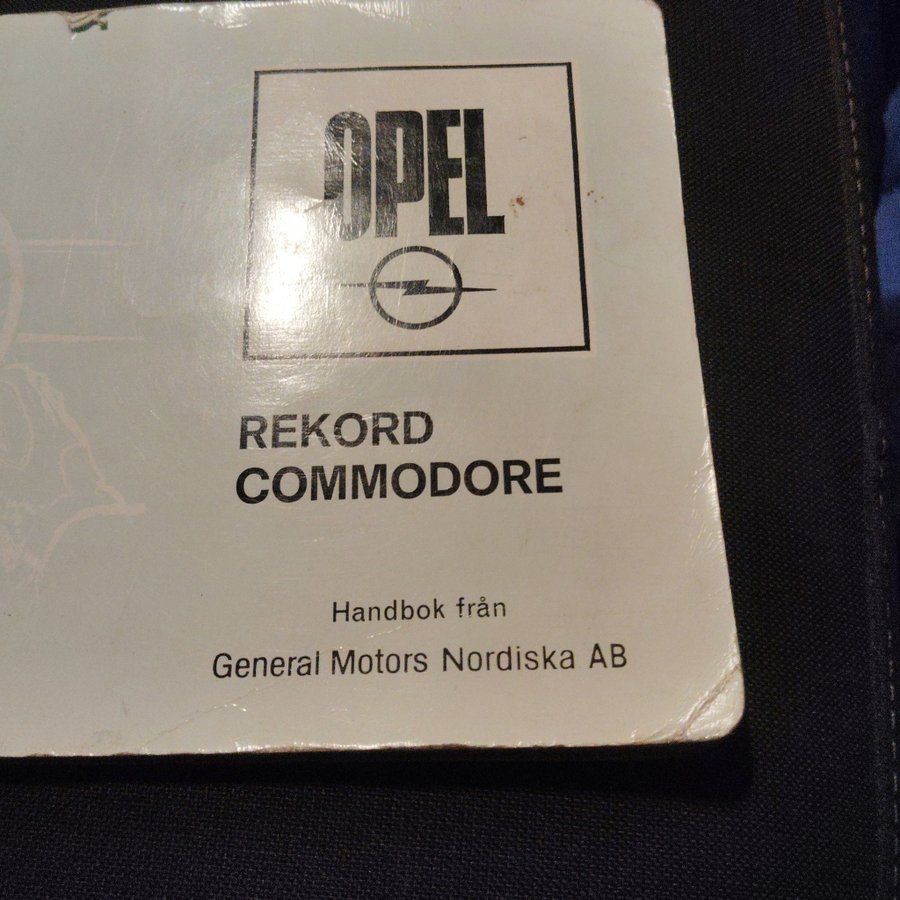 OPEL
REKORD
COMMODORE
Handbok från
General Motors Nordiska AB